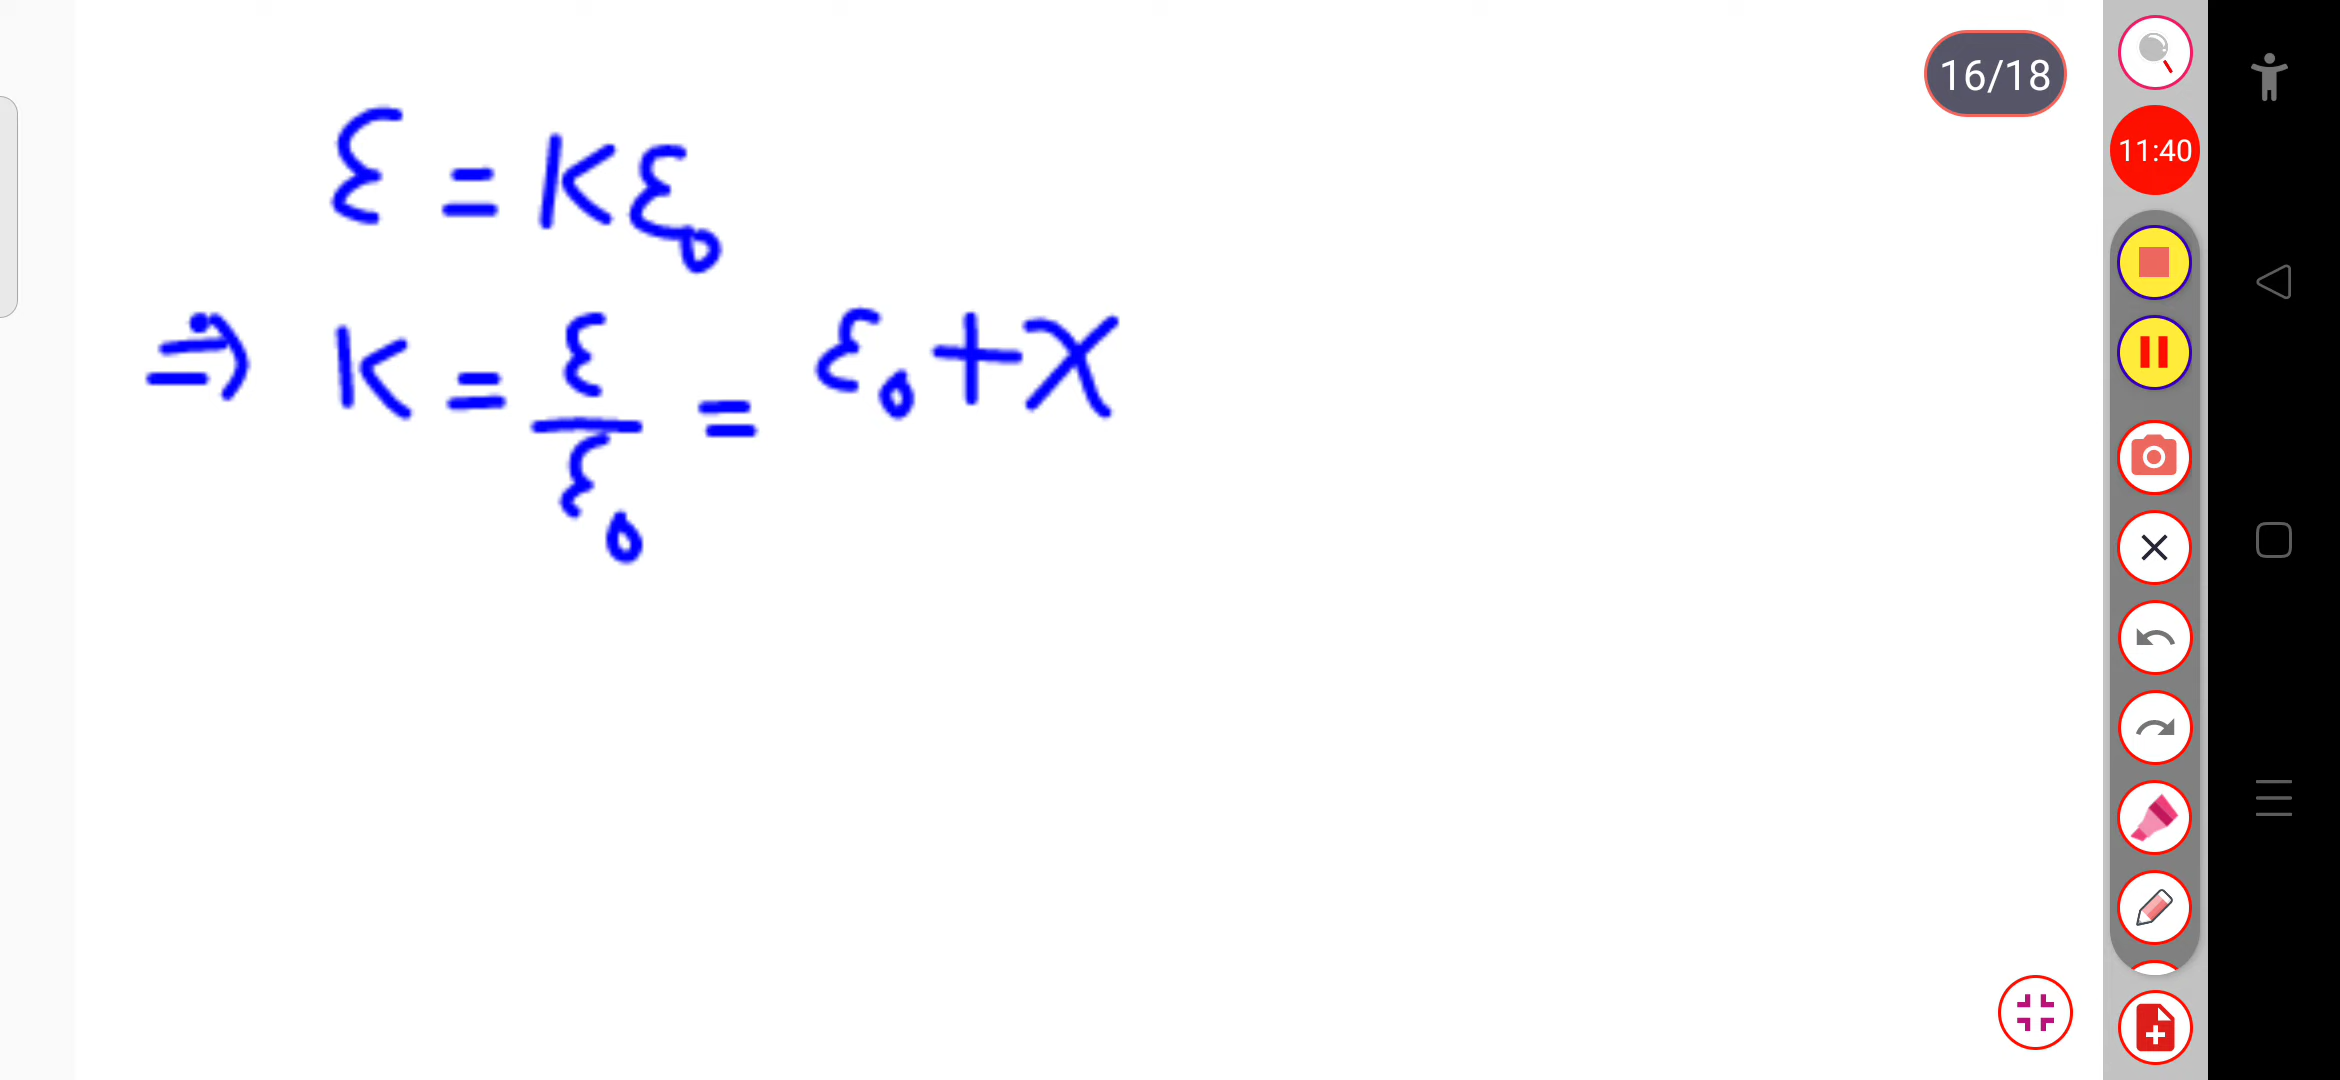 16/18
11:40
ε = Kε₀
⇒ K = ε/ε₀ = ε₀ + χ